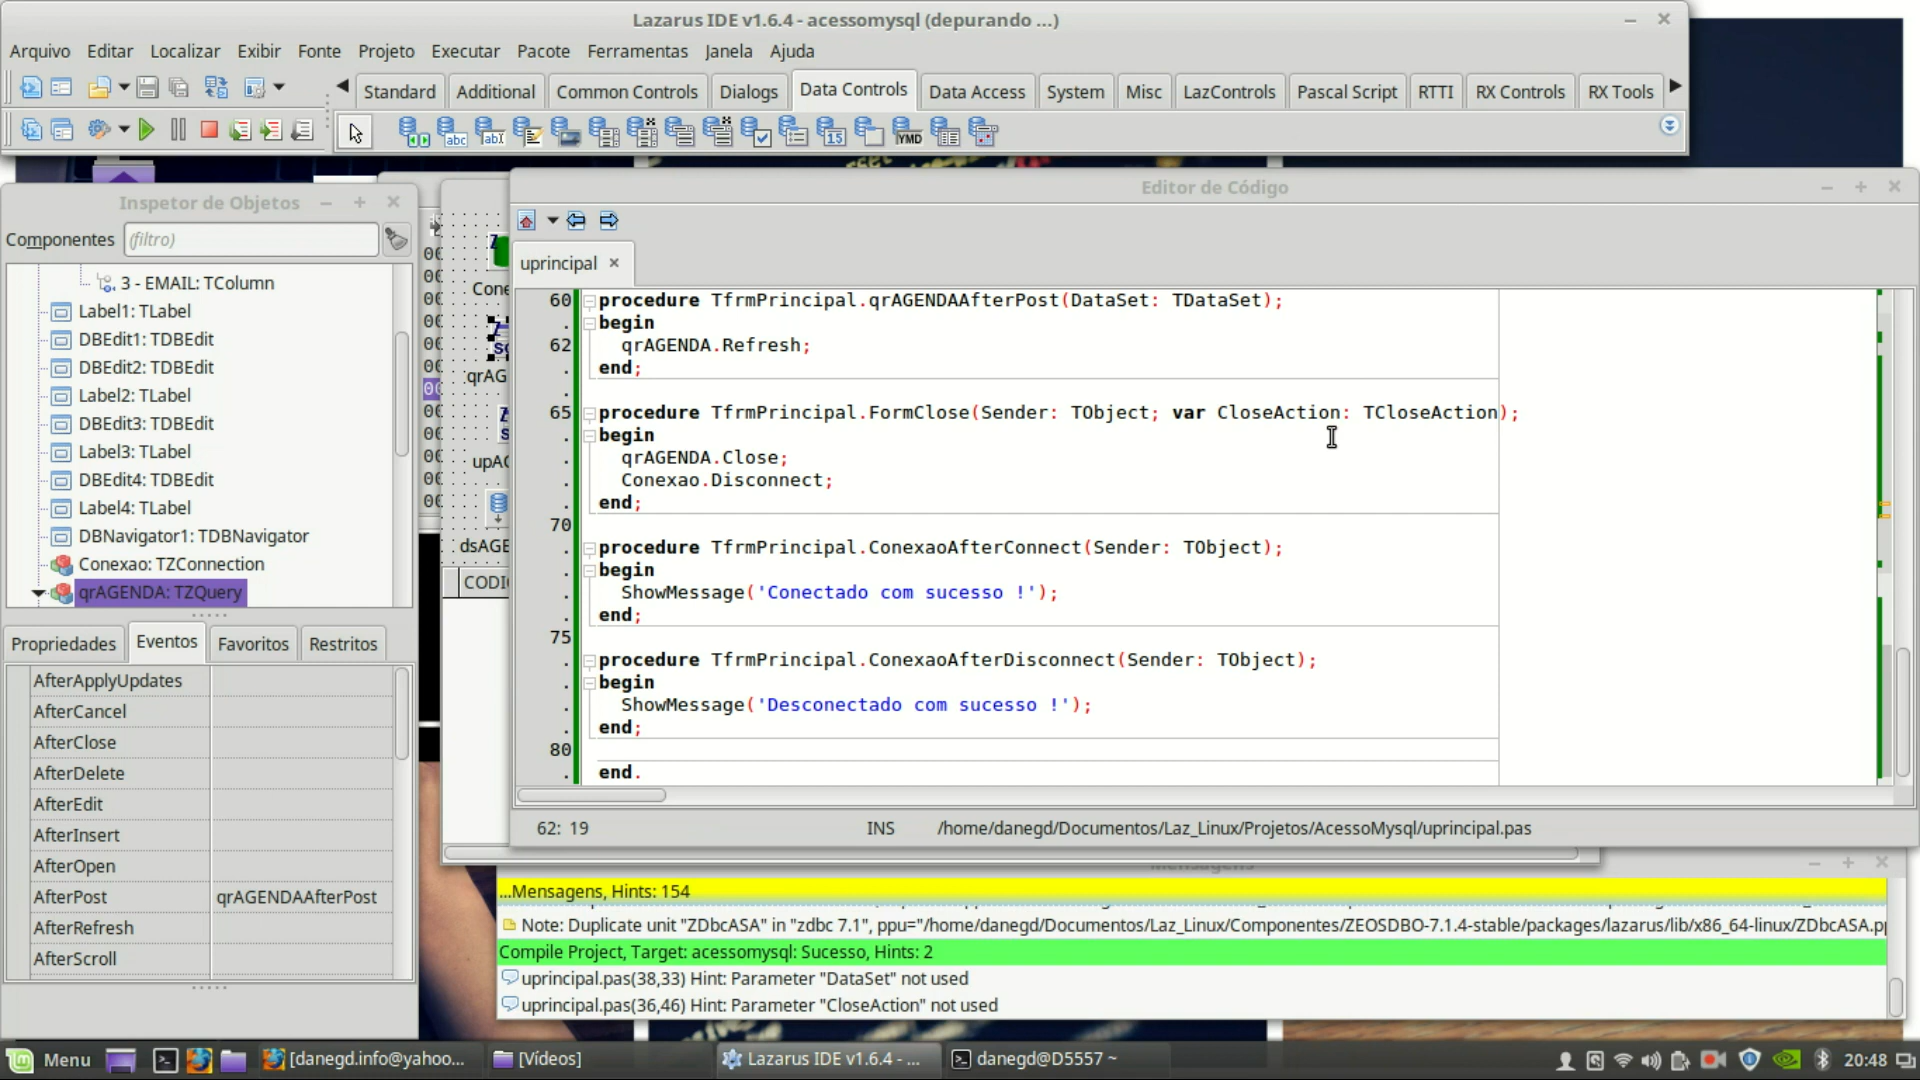 Lazarus IDE v1.6.4 - acessomysql (depurando ...)
Arquivo Editar Localizar Exibir Fonte Projeto Executar Pacote Ferramentas Janela Ajuda
Standard Additional Common Controls Dialogs Data Controls Data Access System Misc LazControls Pascal Script RTTI RX Controls RX Tools
Inspetor de Objetos
Componentes (filtro)
3 - EMAIL: TColumn
Label1: TLabel
DBEdit1: TDBEdit
DBEdit2: TDBEdit
Label2: TLabel
DBEdit3: TDBEdit
Label3: TLabel
DBEdit4: TDBEdit
Label4: TLabel
DBNavigator1: TDBNavigator
Conexao: TZConnection
qrAGENDA: TZQuery
Propriedades Eventos Favoritos Restritos
AfterApplyUpdates
AfterCancel
AfterClose
AfterDelete
AfterEdit
AfterInsert
AfterOpen
AfterPost qrAGENDAAfterPost
AfterRefresh
AfterScroll
Cone
qrAG
upAG
dsAGE
CODI
Editor de Código
uprincipal
60 procedure TfrmPrincipal.qrAGENDAAfterPost(DataSet: TDataSet);
. begin
62 qrAGENDA.Refresh;
. end;
.
65 procedure TfrmPrincipal.FormClose(Sender: TObject; var CloseAction: TCloseAction);
. begin
. qrAGENDA.Close;
. Conexao.Disconnect;
. end;
70
. procedure TfrmPrincipal.ConexaoAfterConnect(Sender: TObject);
. begin
. ShowMessage('Conectado com sucesso !');
. end;
75
. procedure TfrmPrincipal.ConexaoAfterDisconnect(Sender: TObject);
. begin
. ShowMessage('Desconectado com sucesso !');
. end;
80
. end.
62: 19 INS /home/danegd/Documentos/Laz_Linux/Projetos/AcessoMysql/uprincipal.pas
Mensagens
...Mensagens, Hints: 154
Note: Duplicate unit "ZDbcASA" in "zdbc 7.1", ppu="/home/danegd/Documentos/Laz_Linux/Componentes/ZEOSDBO-7.1.4-stable/packages/lazarus/lib/x86_64-linux/ZDbcASA.pp
Compile Project, Target: acessomysql: Sucesso, Hints: 2
uprincipal.pas(38,33) Hint: Parameter "DataSet" not used
uprincipal.pas(36,46) Hint: Parameter "CloseAction" not used
Menu [danegd.info@yahoo... [Vídeos] Lazarus IDE v1.6.4 - ... danegd@D5557 ~ 20:48